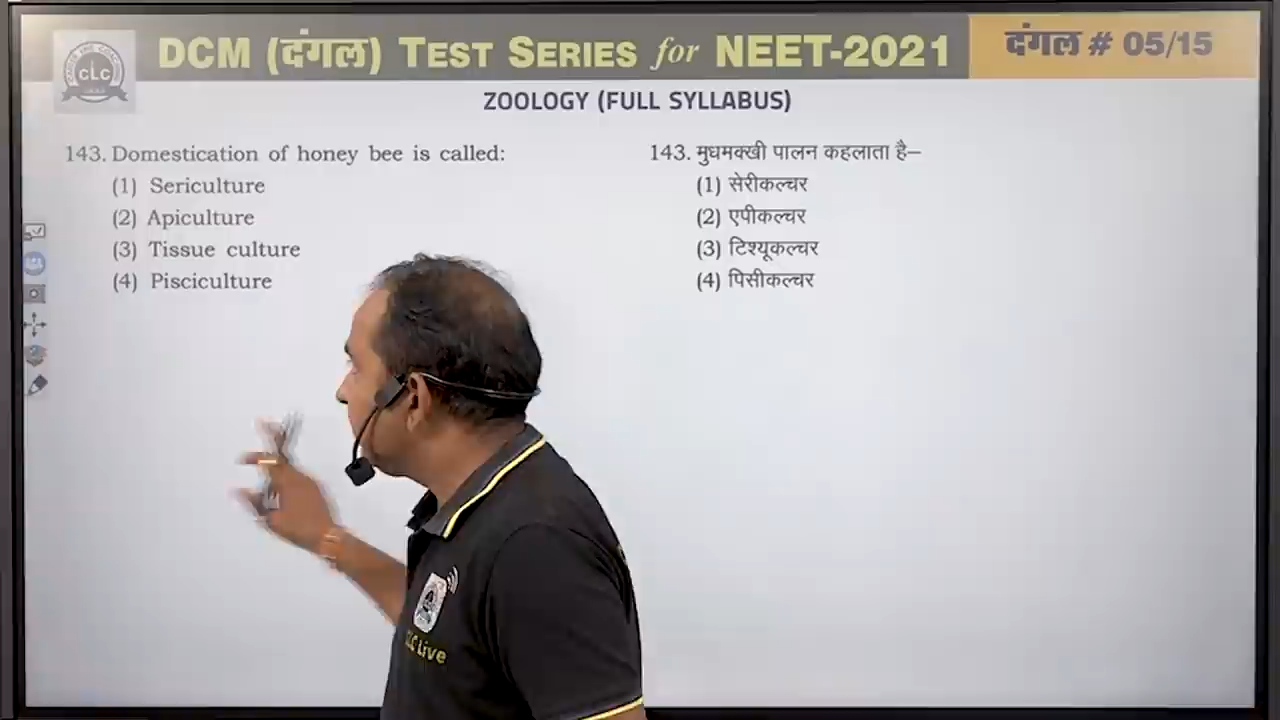 DCM (दंगल) TEST SERIES for NEET-2021
दंगल # 05/15
CLC
ZOOLOGY (FULL SYLLABUS)
143. Domestication of honey bee is called:
(1) Sericulture
(2) Apiculture
(3) Tissue culture
(4) Pisciculture
143. मुधमक्खी पालन कहलाता है–
(1) सेरीकल्चर
(2) एपीकल्चर
(3) टिश्यूकल्चर
(4) पिसीकल्चर
CLC Live